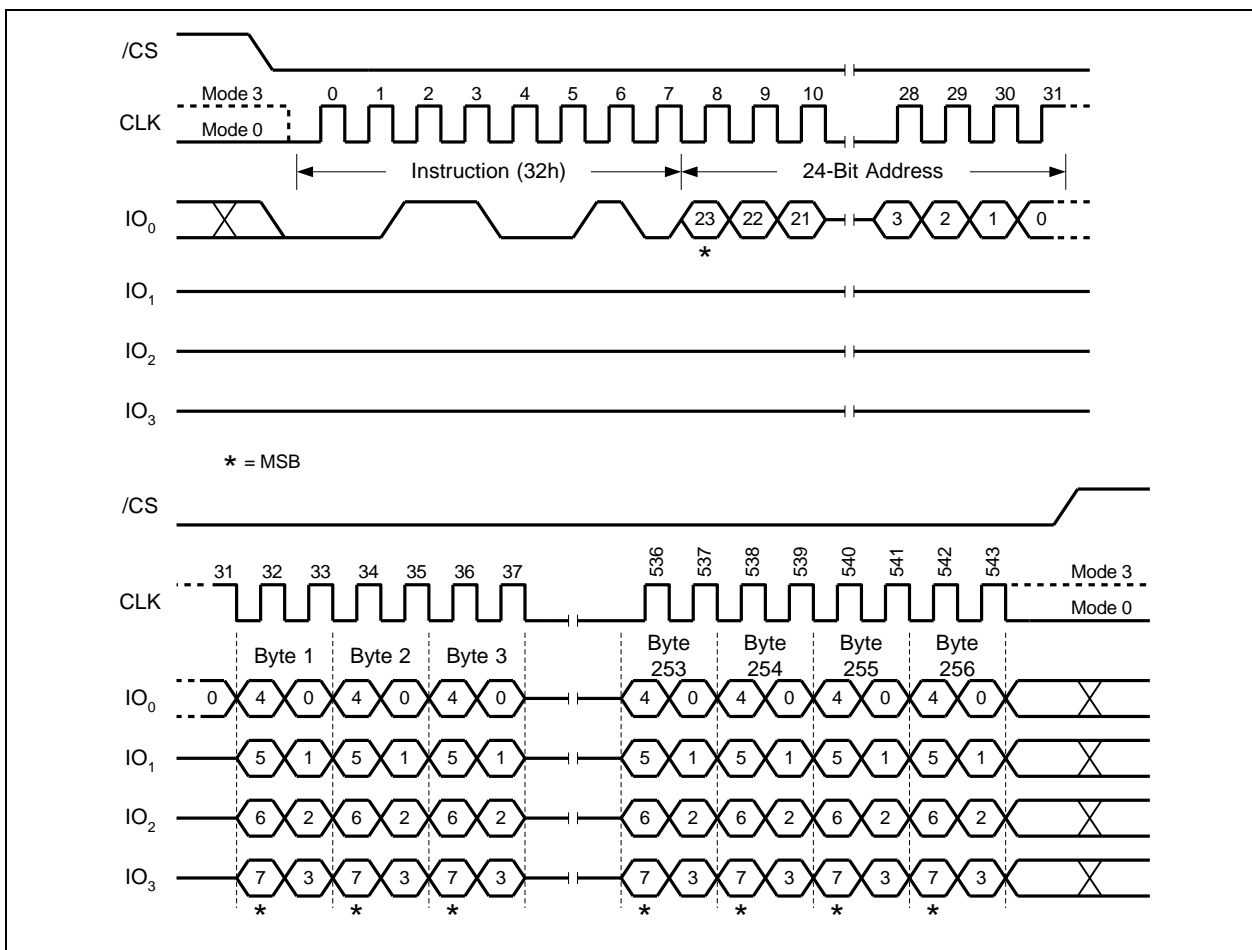 /CS
Mode 3 0 1 2 3 4 5 6 7 8 9 10 28 29 30 31
CLK
Mode 0
Instruction (32h) 24-Bit Address
IO0 23 22 21 3 2 1 0
*
IO1
IO2
IO3
* = MSB
/CS
31 32 33 34 35 36 37 536 537 538 539 540 541 542 543
Mode 3
CLK
Mode 0
Byte 1 Byte 2 Byte 3 Byte 253 Byte 254 Byte 255 Byte 256
IO0 0 4 0 4 0 4 0 4 0 4 0 4 0 4 0
IO1 5 1 5 1 5 1 5 1 5 1 5 1 5 1
IO2 6 2 6 2 6 2 6 2 6 2 6 2 6 2
IO3 7 3 7 3 7 3 7 3 7 3 7 3 7 3
* * * * * * *